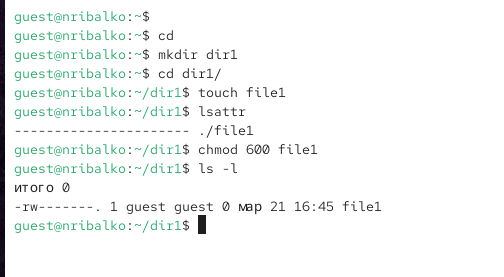 guest@nribalko:~$
guest@nribalko:~$ cd
guest@nribalko:~$ mkdir dir1
guest@nribalko:~$ cd dir1/
guest@nribalko:~/dir1$ touch file1
guest@nribalko:~/dir1$ lsattr
---------------------- ./file1
guest@nribalko:~/dir1$ chmod 600 file1
guest@nribalko:~/dir1$ ls -l
итого 0
-rw-------. 1 guest guest 0 мар 21 16:45 file1
guest@nribalko:~/dir1$